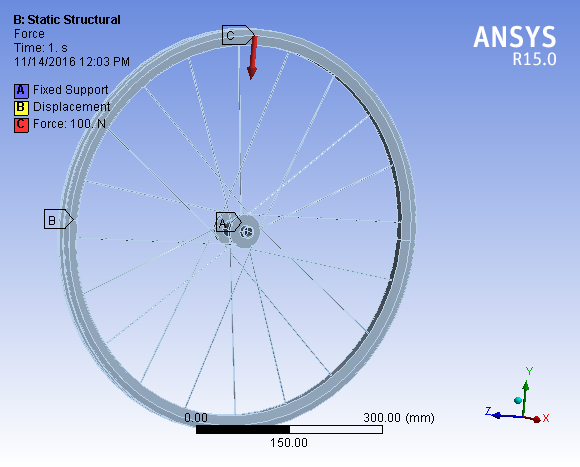 B: Static Structural
Force
Time: 1. s
11/14/2016 12:03 PM
A Fixed Support
B Displacement
C Force: 100. N
ANSYS
R15.0
C
B
A
0.00 300.00 (mm)
150.00
Y
Z X